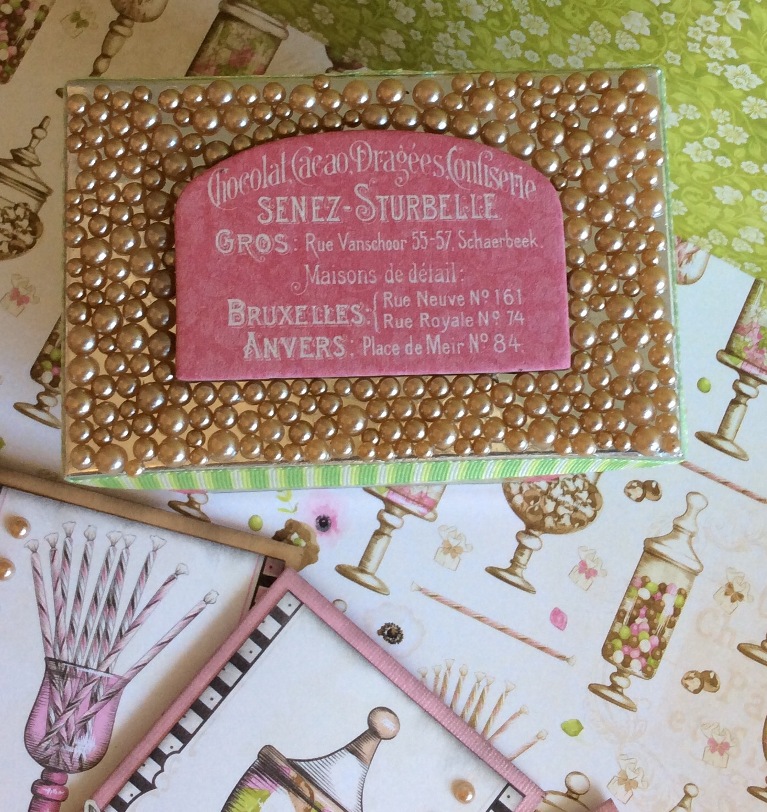 Chocolat, Cacao, Dragées, Confiserie
SENEZ-STURBELLE
GROS: Rue Vanschoor 55-57, Schaerbeek.
Maisons de détail:
BRUXELLES: { Rue Neuve Nº 161
Rue Royale Nº 74
ANVERS: Place de Meir Nº 84.